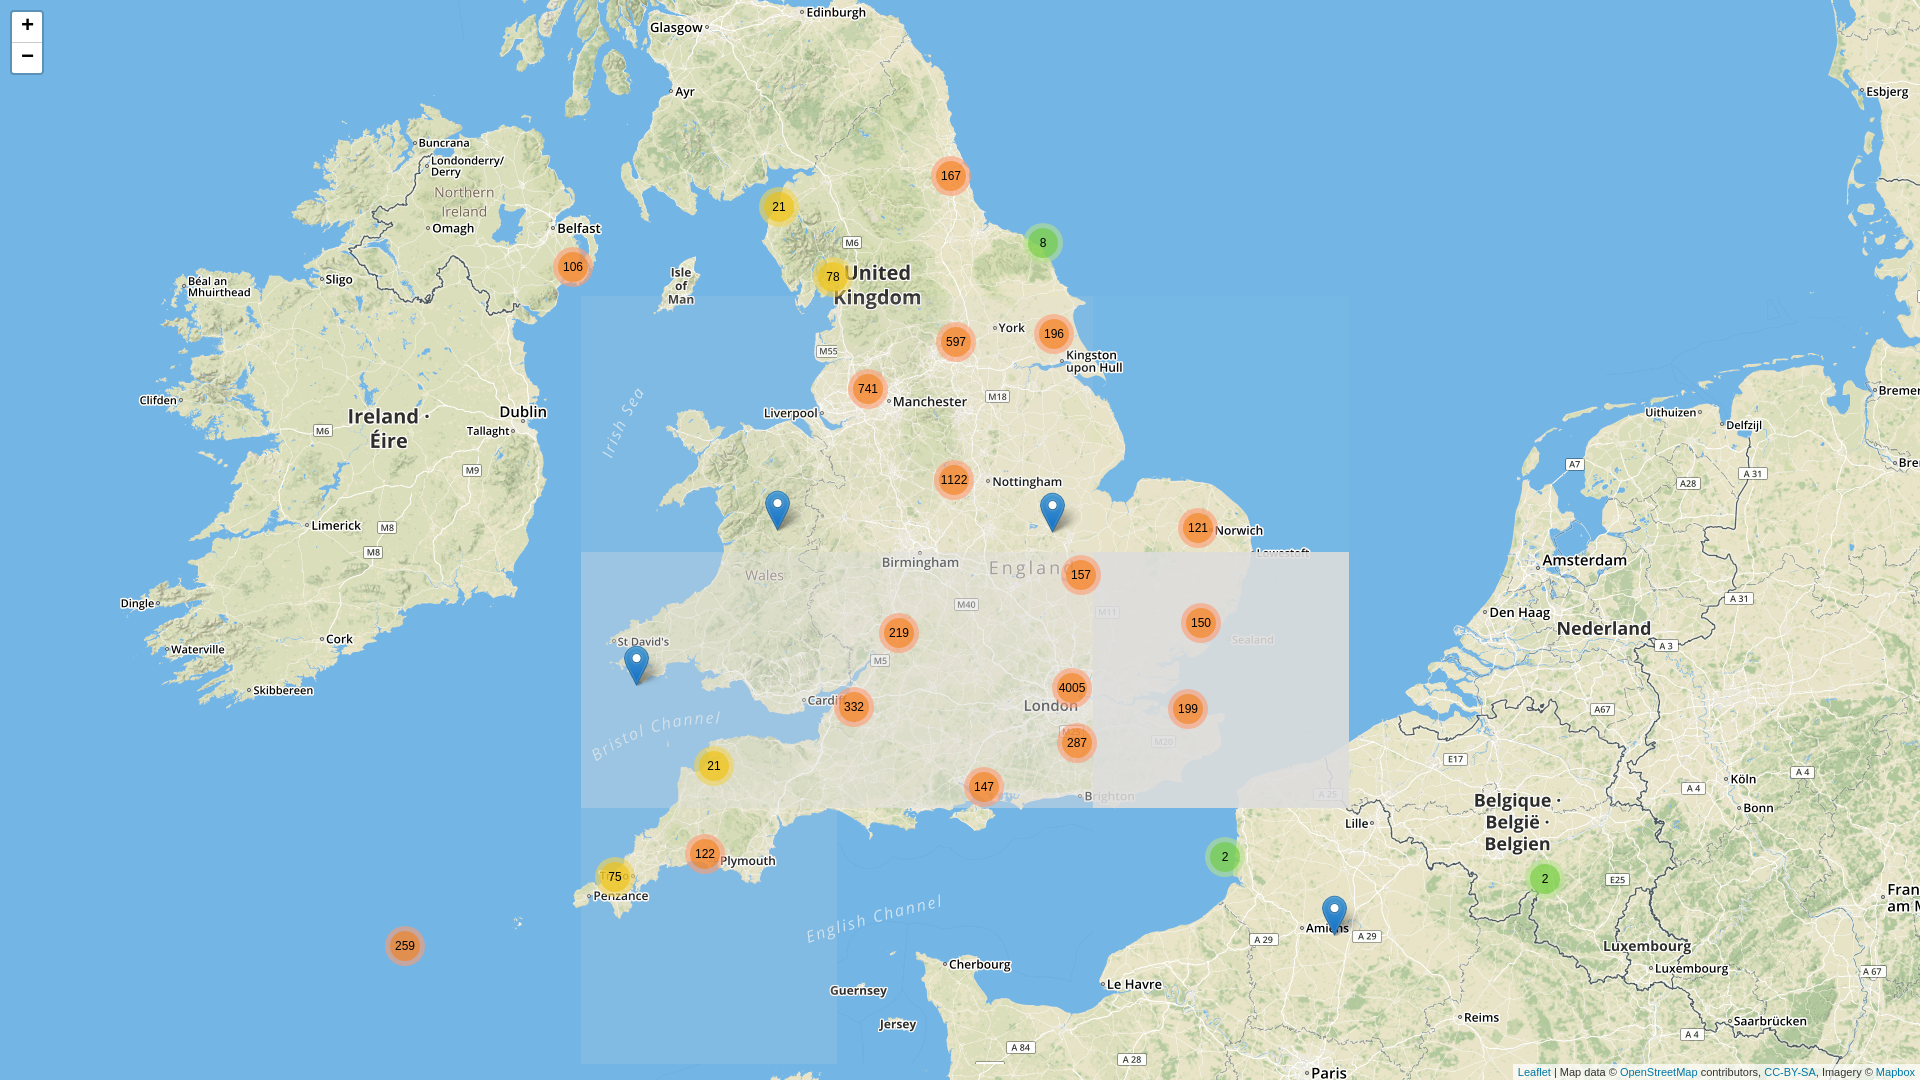 +
−
Edinburgh
Glasgow
Ayr
Esbjerg
Buncrana
Londonderry/
Derry
Northern
Ireland
Omagh
Belfast
167
21
8
M6
106
78
United
Kingdom
Isle
of
Man
Sligo
Béal an
Mhuirthead
York
196
597
M55
Kingston
upon Hull
741
Manchester
M18
Liverpool
Irish Sea
Clifden
Ireland ·
Éire
Dublin
Tallaght
M6
M9
Uithuizen
Delfzijl
Bremer
Bre
A7
A 31
A28
1122
Nottingham
121
Norwich
Lowestoft
Limerick
M8
M8
Birmingham
England
157
Wales
Amsterdam
Dingle
M40
M11
Den Haag
A 31
Nederland
219
150
Sealand
Cork
Waterville
St David's
M5
A 3
Skibbereen
4005
London
Cardiff
332
199
A67
Bristol Channel
287
M20
E17
21
A 4
Köln
147
Brighton
A 25
A 4
Bonn
Belgique ·
België ·
Belgien
Lille
122
Plymouth
2
75
Penzance
2
E25
Fran
am M
English Channel
259
Amiens
A 29
A 29
Luxembourg
Luxembourg
A 67
Cherbourg
Le Havre
Guernsey
Jersey
Reims
Saarbrücken
A 4
A 84
A 28
Paris
Leaflet | Map data © OpenStreetMap contributors, CC-BY-SA, Imagery © Mapbox